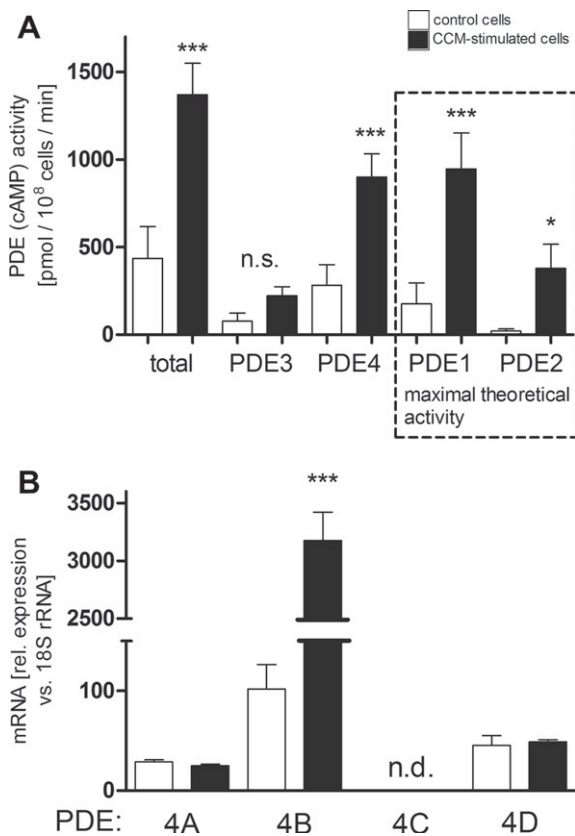 A
control cells
CCM-stimulated cells
PDE (cAMP) activity
[pmol / 10⁸ cells / min]
1500
1000
500
0
***
n.s.
***
***
*
total PDE3 PDE4 PDE1 PDE2
maximal theoretical
activity
B
mRNA [rel. expression
vs. 18S rRNA]
3500
3000
2500
100
0
***
n.d.
PDE: 4A 4B 4C 4D